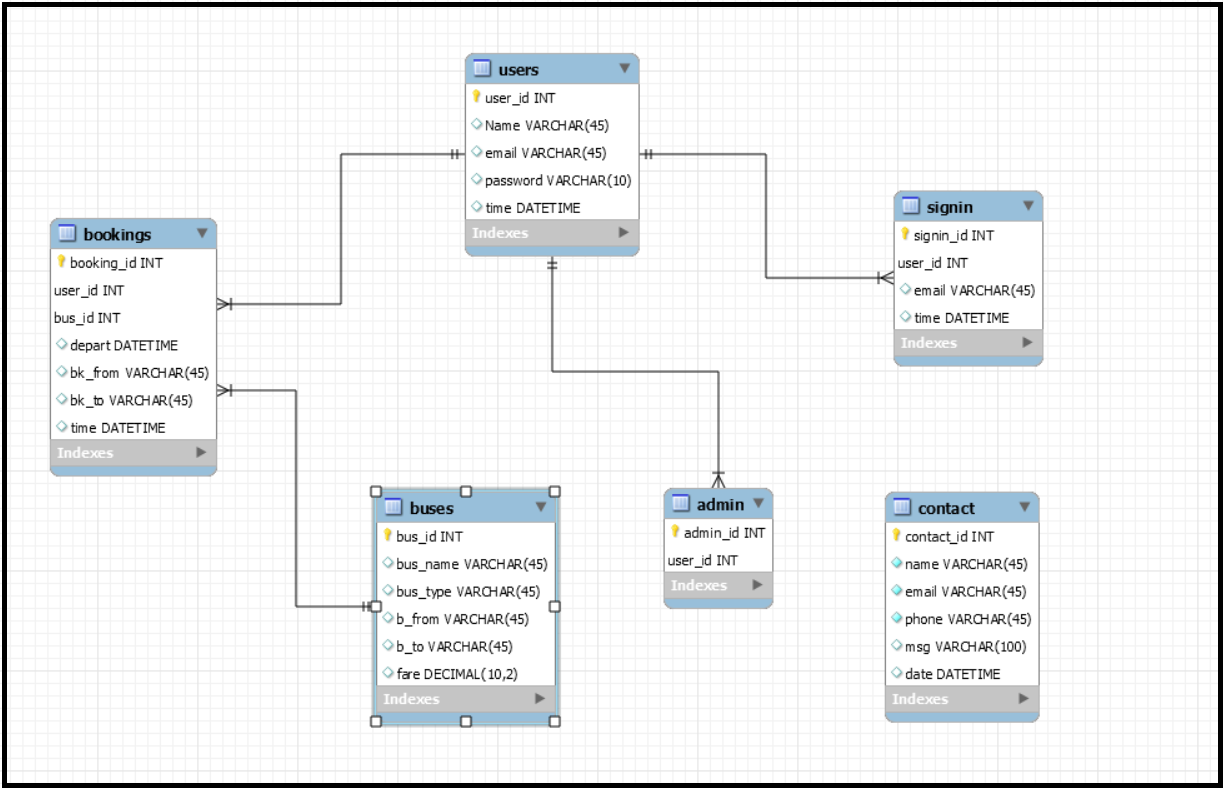 users
user_id INT
Name VARCHAR(45)
email VARCHAR(45)
password VARCHAR(10)
time DATETIME
Indexes
bookings
booking_id INT
user_id INT
bus_id INT
depart DATETIME
bk_from VARCHAR(45)
bk_to VARCHAR(45)
time DATETIME
Indexes
signin
signin_id INT
user_id INT
email VARCHAR(45)
time DATETIME
Indexes
buses
bus_id INT
bus_name VARCHAR(45)
bus_type VARCHAR(45)
b_from VARCHAR(45)
b_to VARCHAR(45)
fare DECIMAL(10,2)
Indexes
admin
admin_id INT
user_id INT
Indexes
contact
contact_id INT
name VARCHAR(45)
email VARCHAR(45)
phone VARCHAR(45)
msg VARCHAR(100)
date DATETIME
Indexes